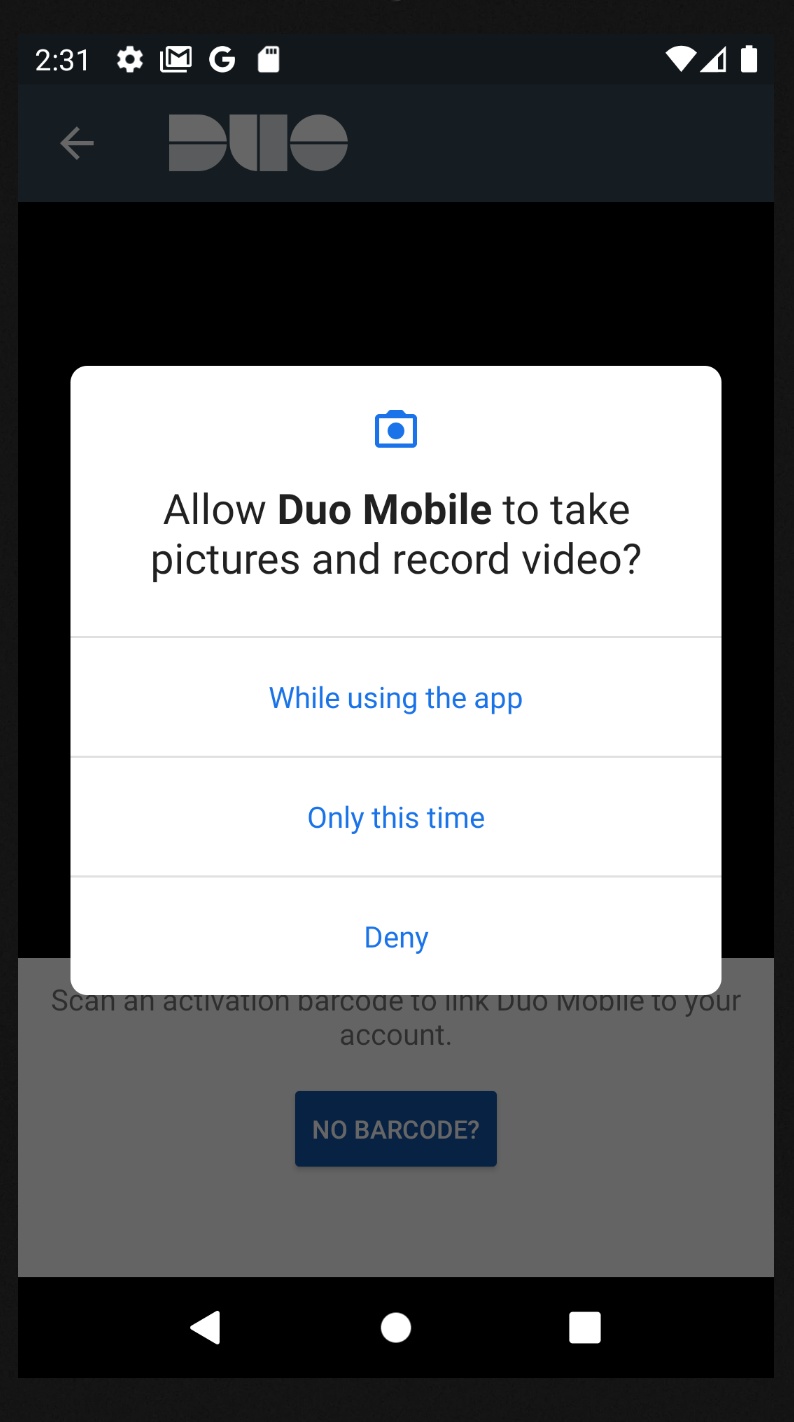 2:31
DUO
Allow Duo Mobile to take
pictures and record video?
While using the app
Only this time
Deny
Scan an activation barcode to link Duo Mobile to your
account.
NO BARCODE?